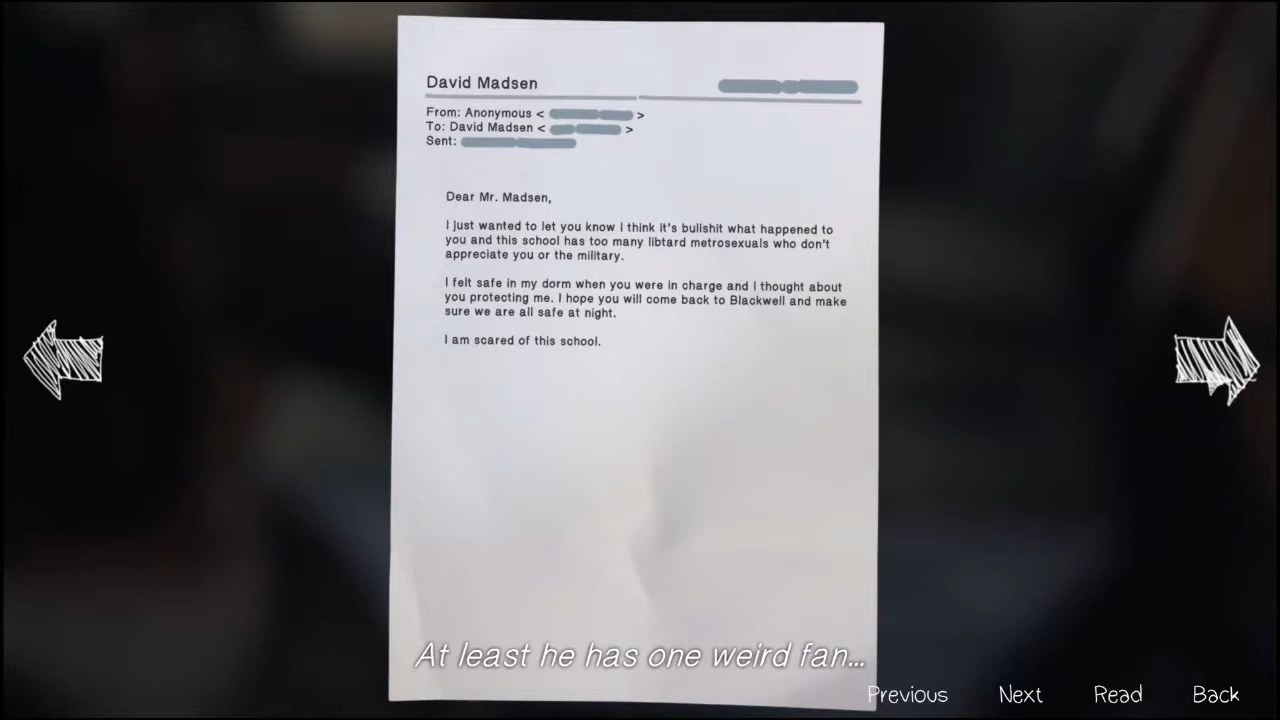 David Madsen
From: Anonymous < >
To: David Madsen < >
Sent:
Dear Mr. Madsen,
I just wanted to let you know I think it's bullshit what happened to
you and this school has too many libtard metrosexuals who don't
appreciate you or the military.
I felt safe in my dorm when you were in charge and I thought about
you protecting me. I hope you will come back to Blackwell and make
sure we are all safe at night.
I am scared of this school.
At least he has one weird fan...
Previous Next Read Back